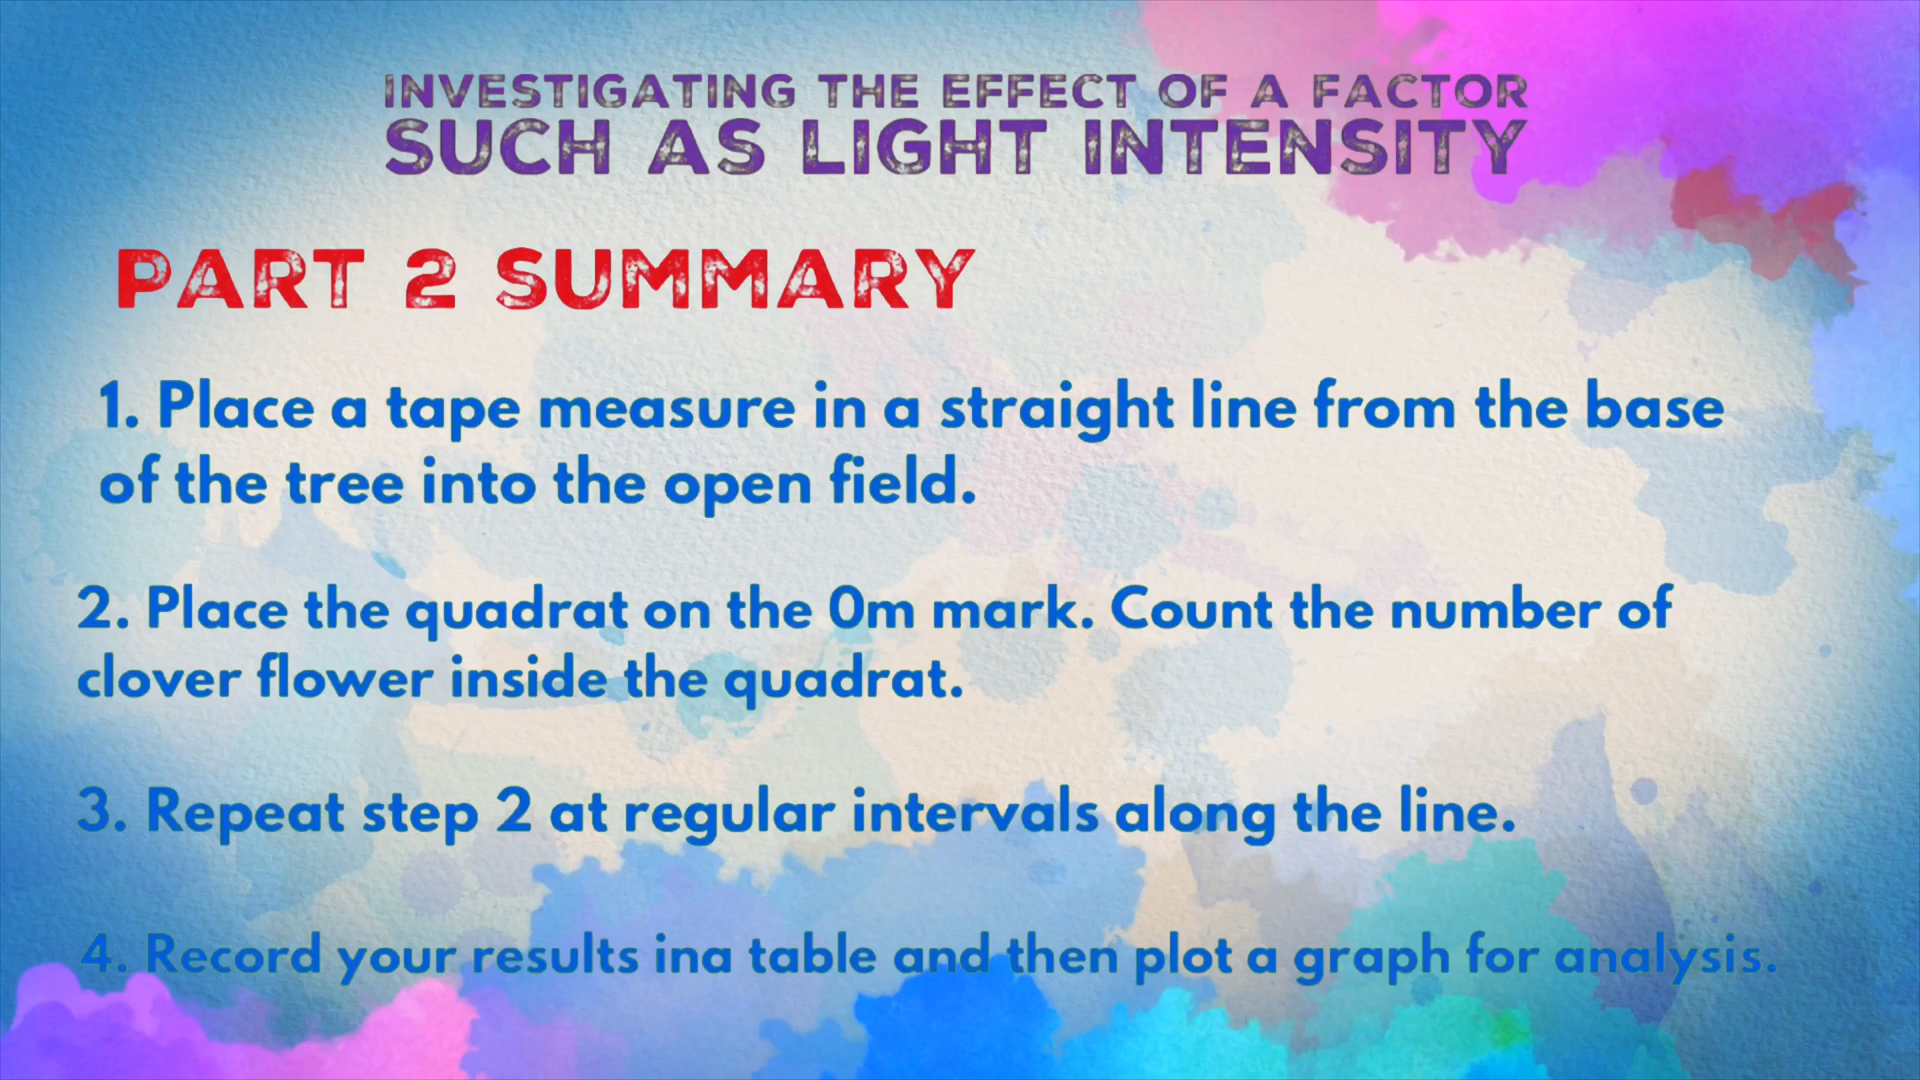 INVESTIGATING THE EFFECT OF A FACTOR
SUCH AS LIGHT INTENSITY
PART 2 SUMMARY
1. Place a tape measure in a straight line from the base
of the tree into the open field.
2. Place the quadrat on the 0m mark. Count the number of
clover flower inside the quadrat.
3. Repeat step 2 at regular intervals along the line.
4. Record your results ina table and then plot a graph for analysis.